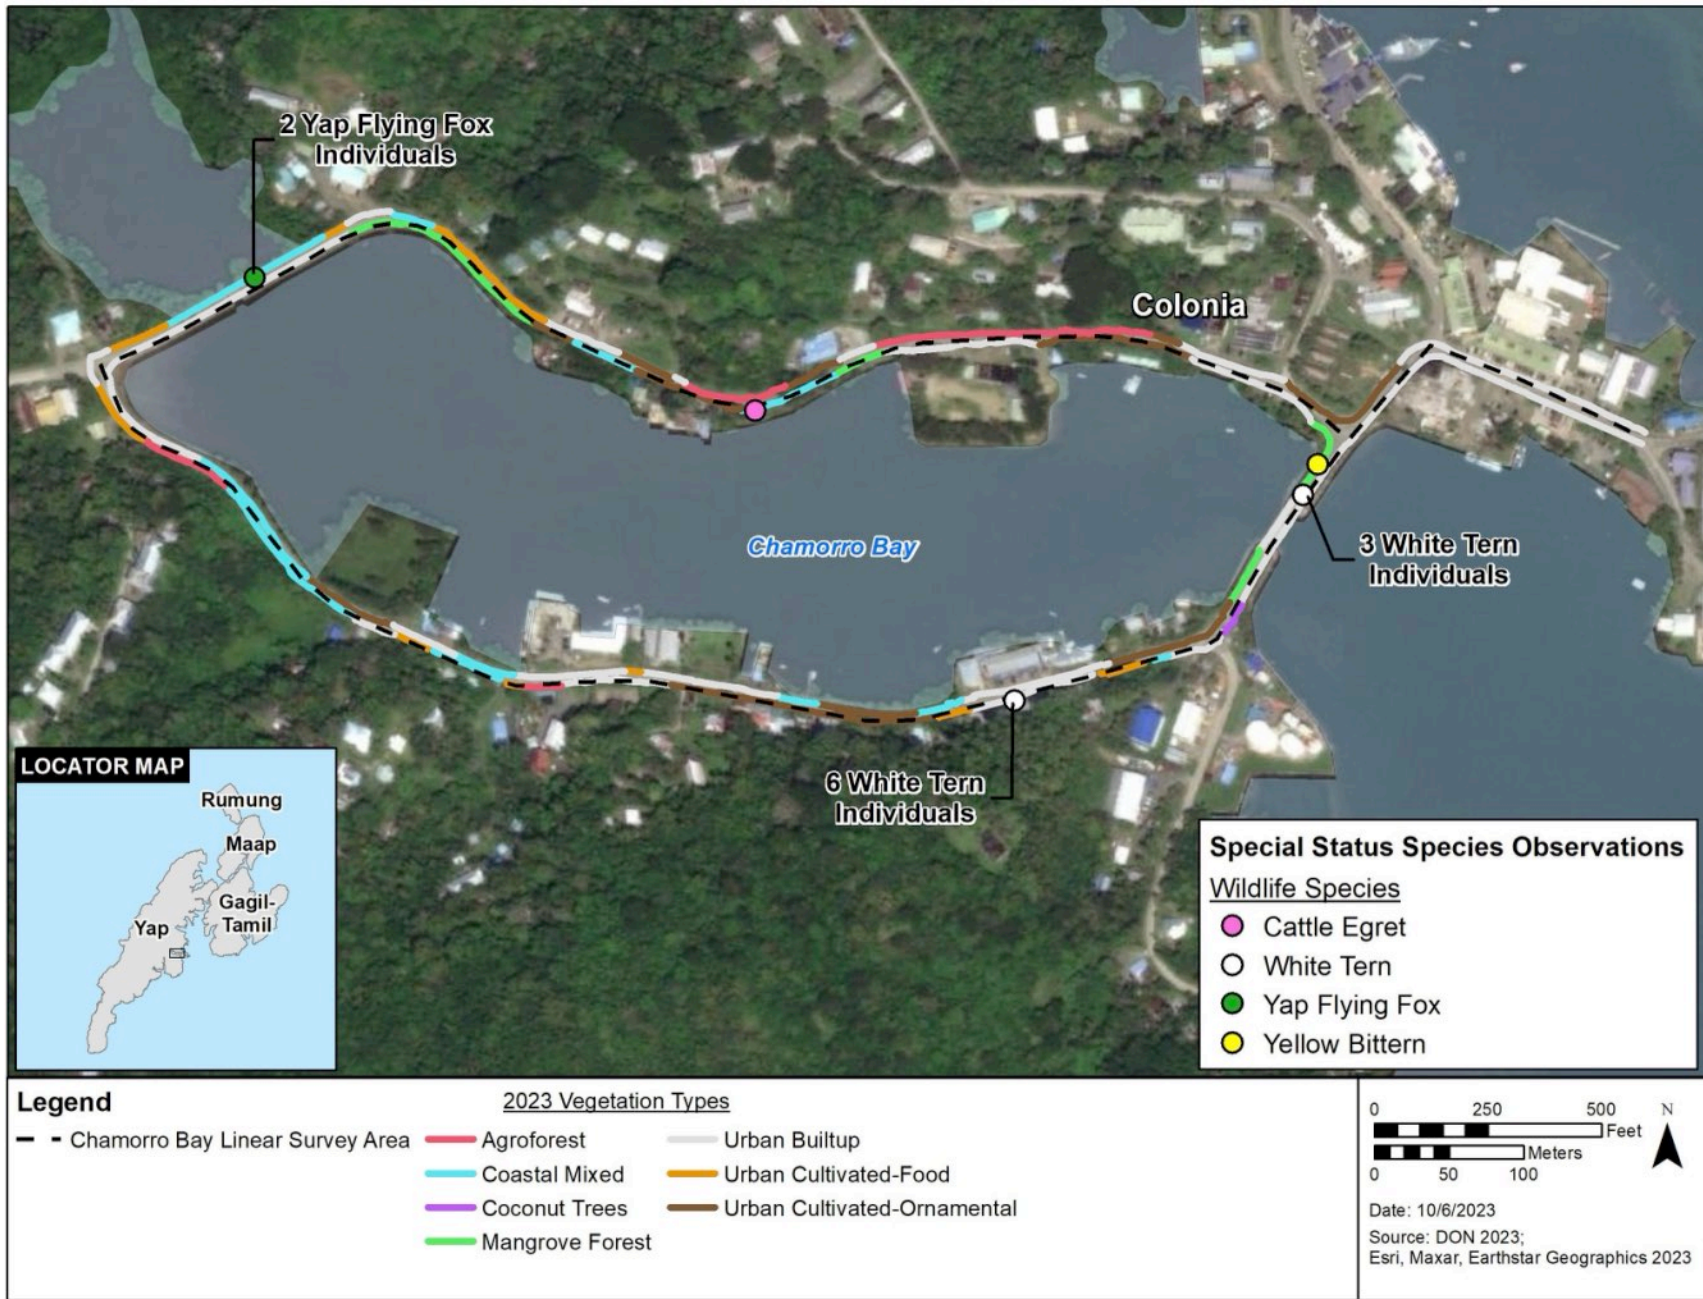 2 Yap Flying Fox
Individuals
Colonia
Chamorro Bay
3 White Tern
Individuals
6 White Tern
Individuals
LOCATOR MAP
Rumung
Maap
Gagil-
Tamil
Yap
Special Status Species Observations
Wildlife Species
Cattle Egret
White Tern
Yap Flying Fox
Yellow Bittern
Legend
2023 Vegetation Types
Chamorro Bay Linear Survey Area
Agroforest
Coastal Mixed
Coconut Trees
Mangrove Forest
Urban Builtup
Urban Cultivated-Food
Urban Cultivated-Ornamental
0 250 500
Feet
Meters
0 50 100
N
Date: 10/6/2023
Source: DON 2023;
Esri, Maxar, Earthstar Geographics 2023